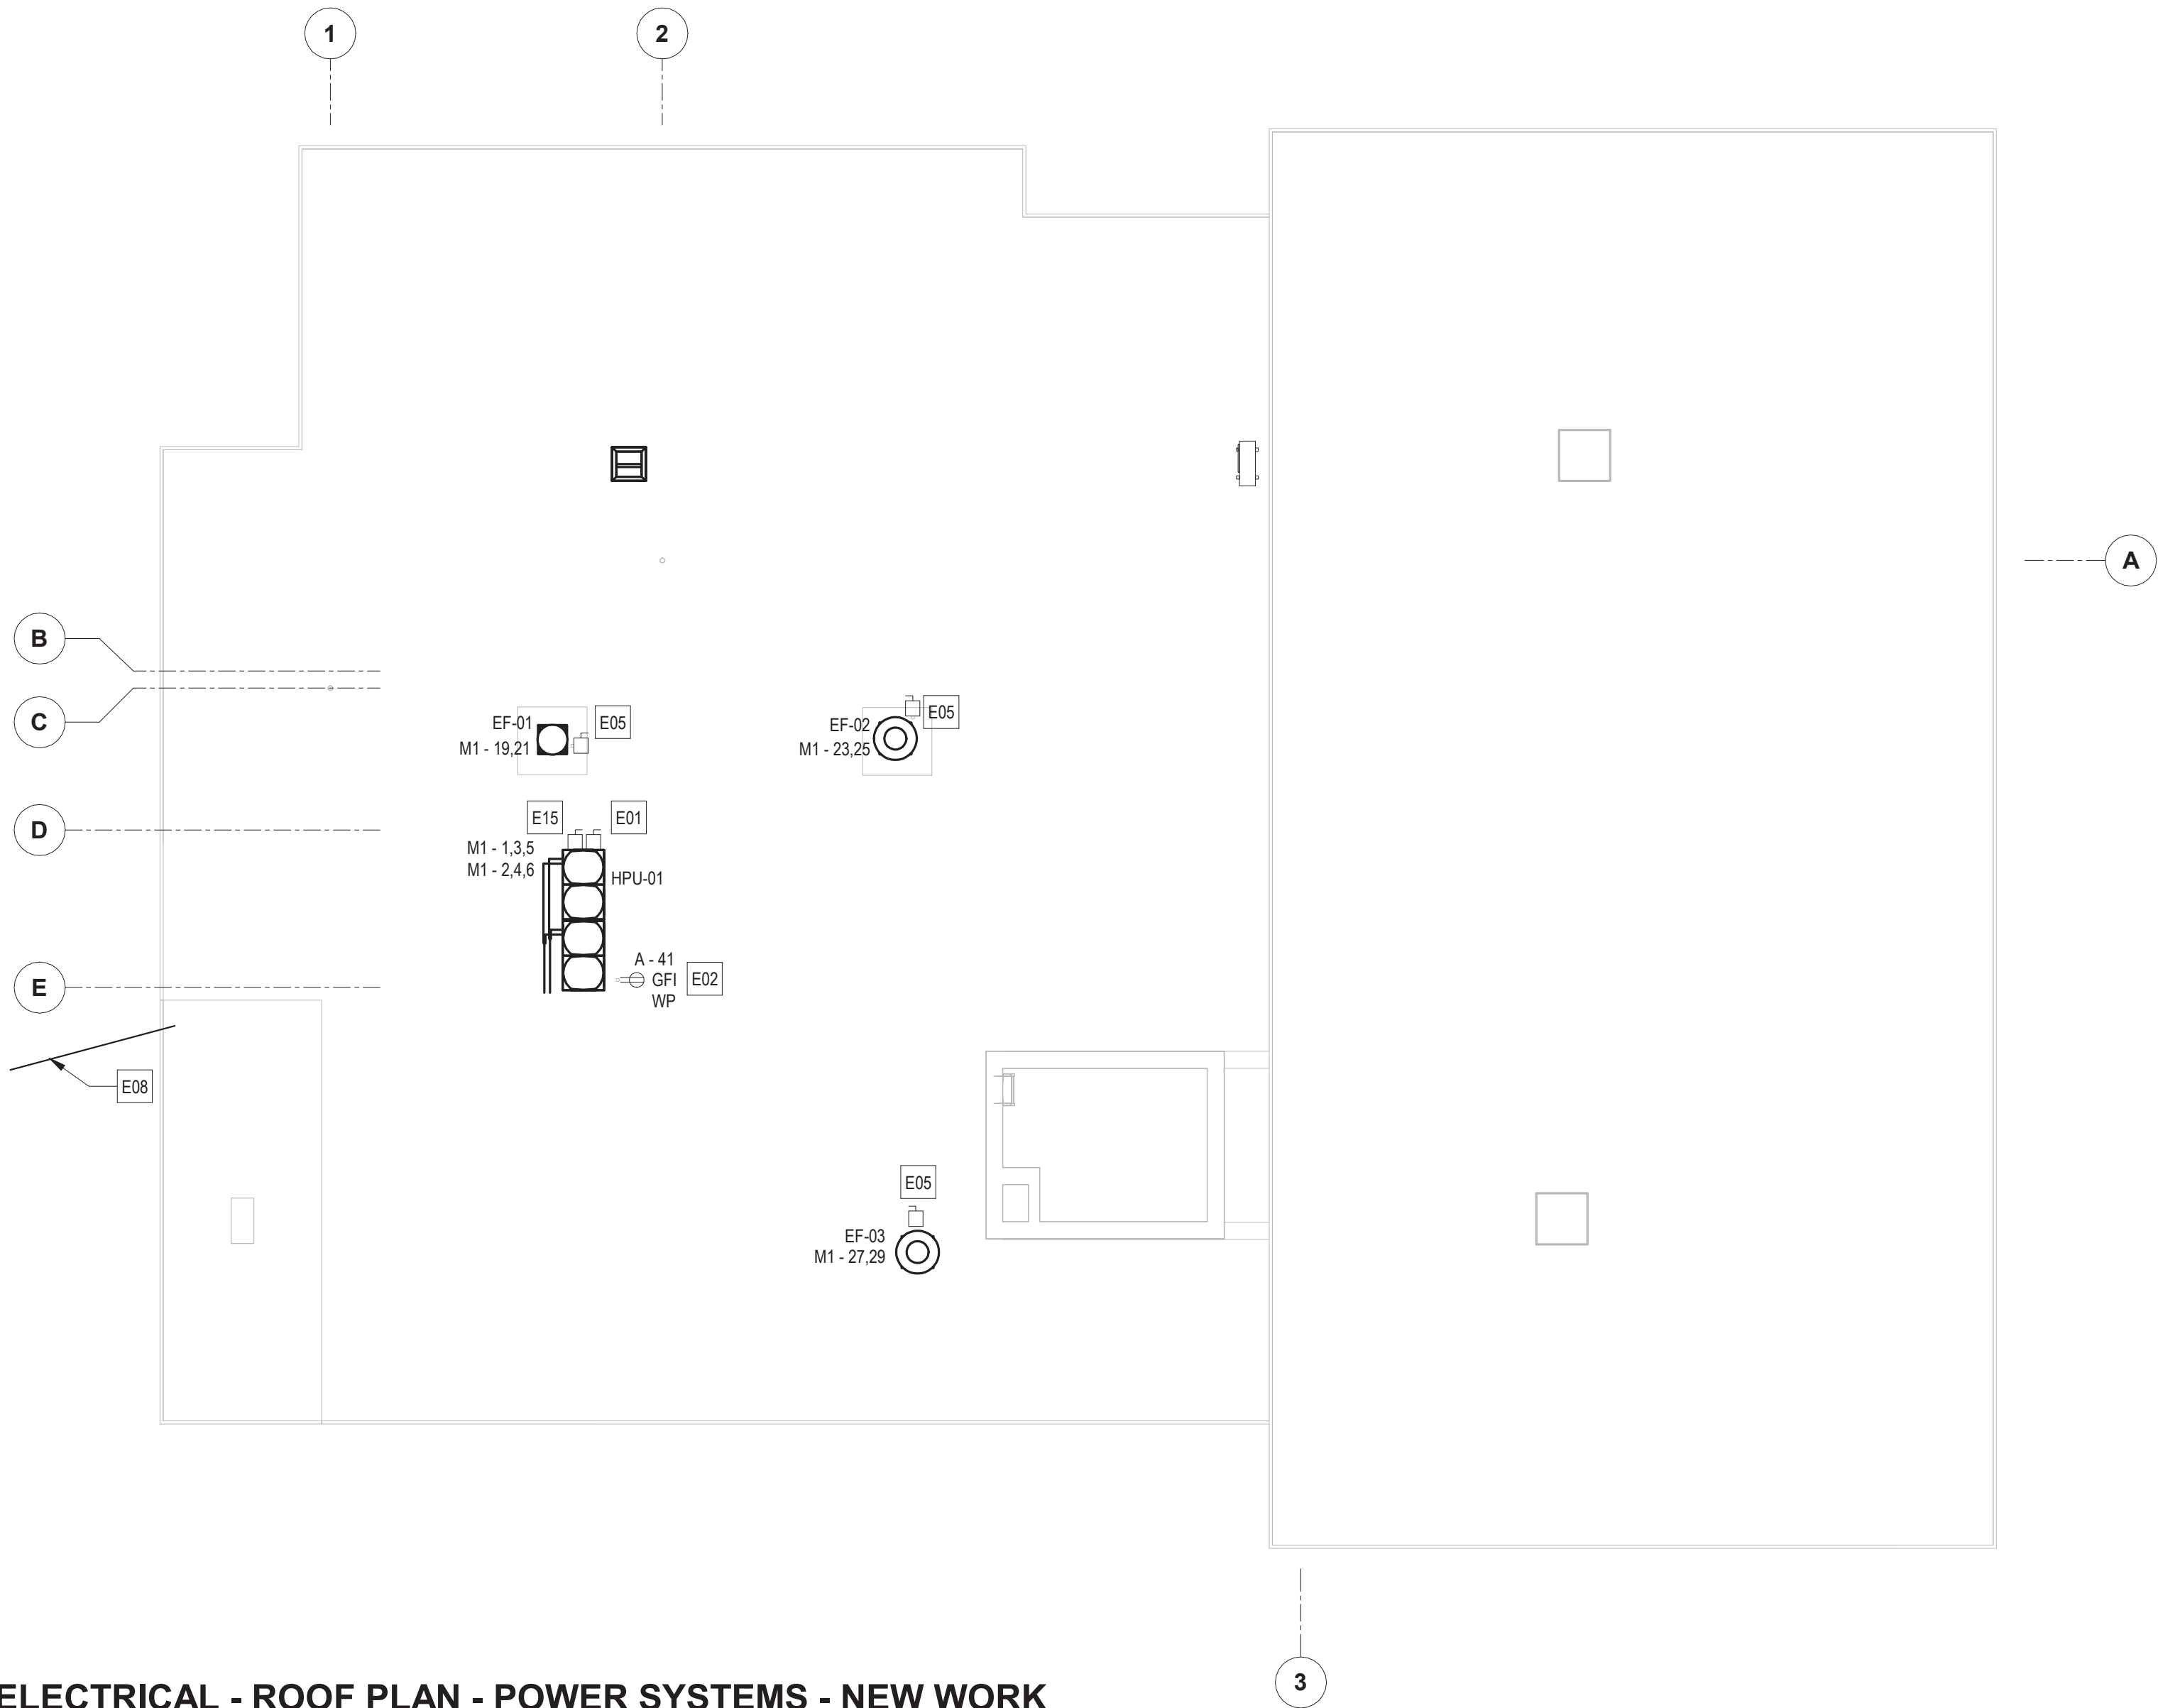 1
2
A
B
C
EF-01
M1 - 19,21
E05
EF-02
M1 - 23,25
E05
D
E15
E01
M1 - 1,3,5
M1 - 2,4,6
HPU-01
E
A - 41
GFI
WP
E02
E08
E05
EF-03
M1 - 27,29
3
ELECTRICAL - ROOF PLAN - POWER SYSTEMS - NEW WORK